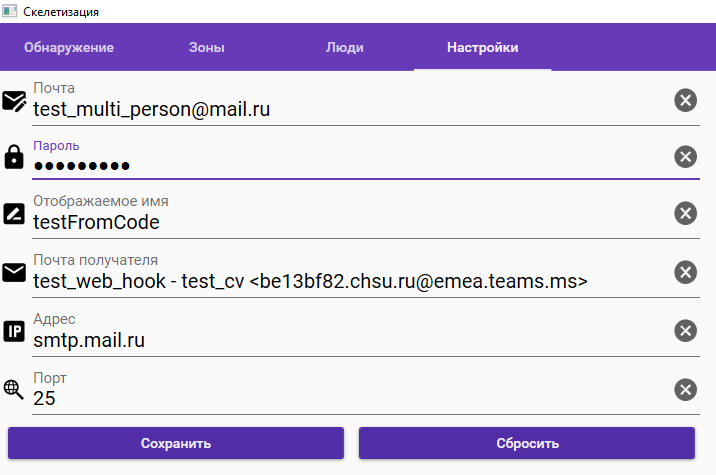 Скелетизация
Обнаружение Зоны Люди Настройки
Почта
test_multi_person@mail.ru
Пароль
●●●●●●●●●
Отображаемое имя
testFromCode
Почта получателя
test_web_hook - test_cv <be13bf82.chsu.ru@emea.teams.ms>
IP
Адрес
smtp.mail.ru
Порт
25
Сохранить Сбросить